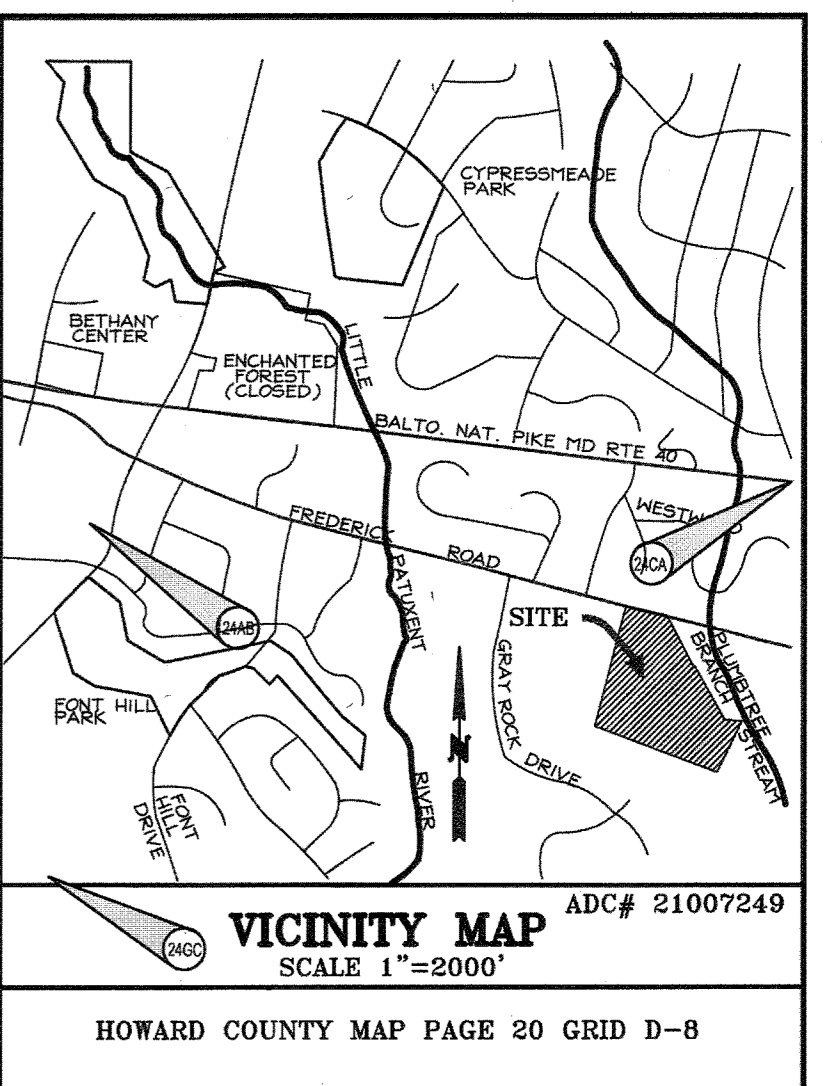 CYPRESSMEADE
PARK
BETHANY
CENTER
ENCHANTED
FOREST
(CLOSED)
LITTLE
BALTO. NAT. PIKE MD RTE 40
FREDERICK
ROAD
24CA
PATUXENT
24AB
SITE
GRAY ROCK
DRIVE
PLUMBTREE
BRANCH
STREAM
FONT HILL
PARK
N
RIVER
FONT
HILL
DRIVE
ADC# 21007249
VICINITY MAP
24GC
SCALE 1"=2000'
HOWARD COUNTY MAP PAGE 20 GRID D-8